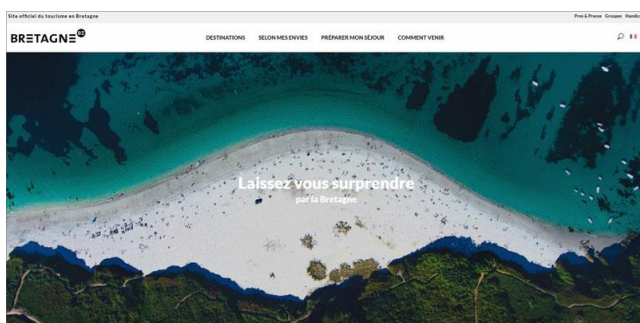 Site officiel du tourisme en Bretagne
Pros & Presse Groupes Handic
BRETAGNE®
DESTINATIONS SELON MES ENVIES PRÉPARER MON SÉJOUR COMMENT VENIR
Laissez vous surprendre
par la Bretagne